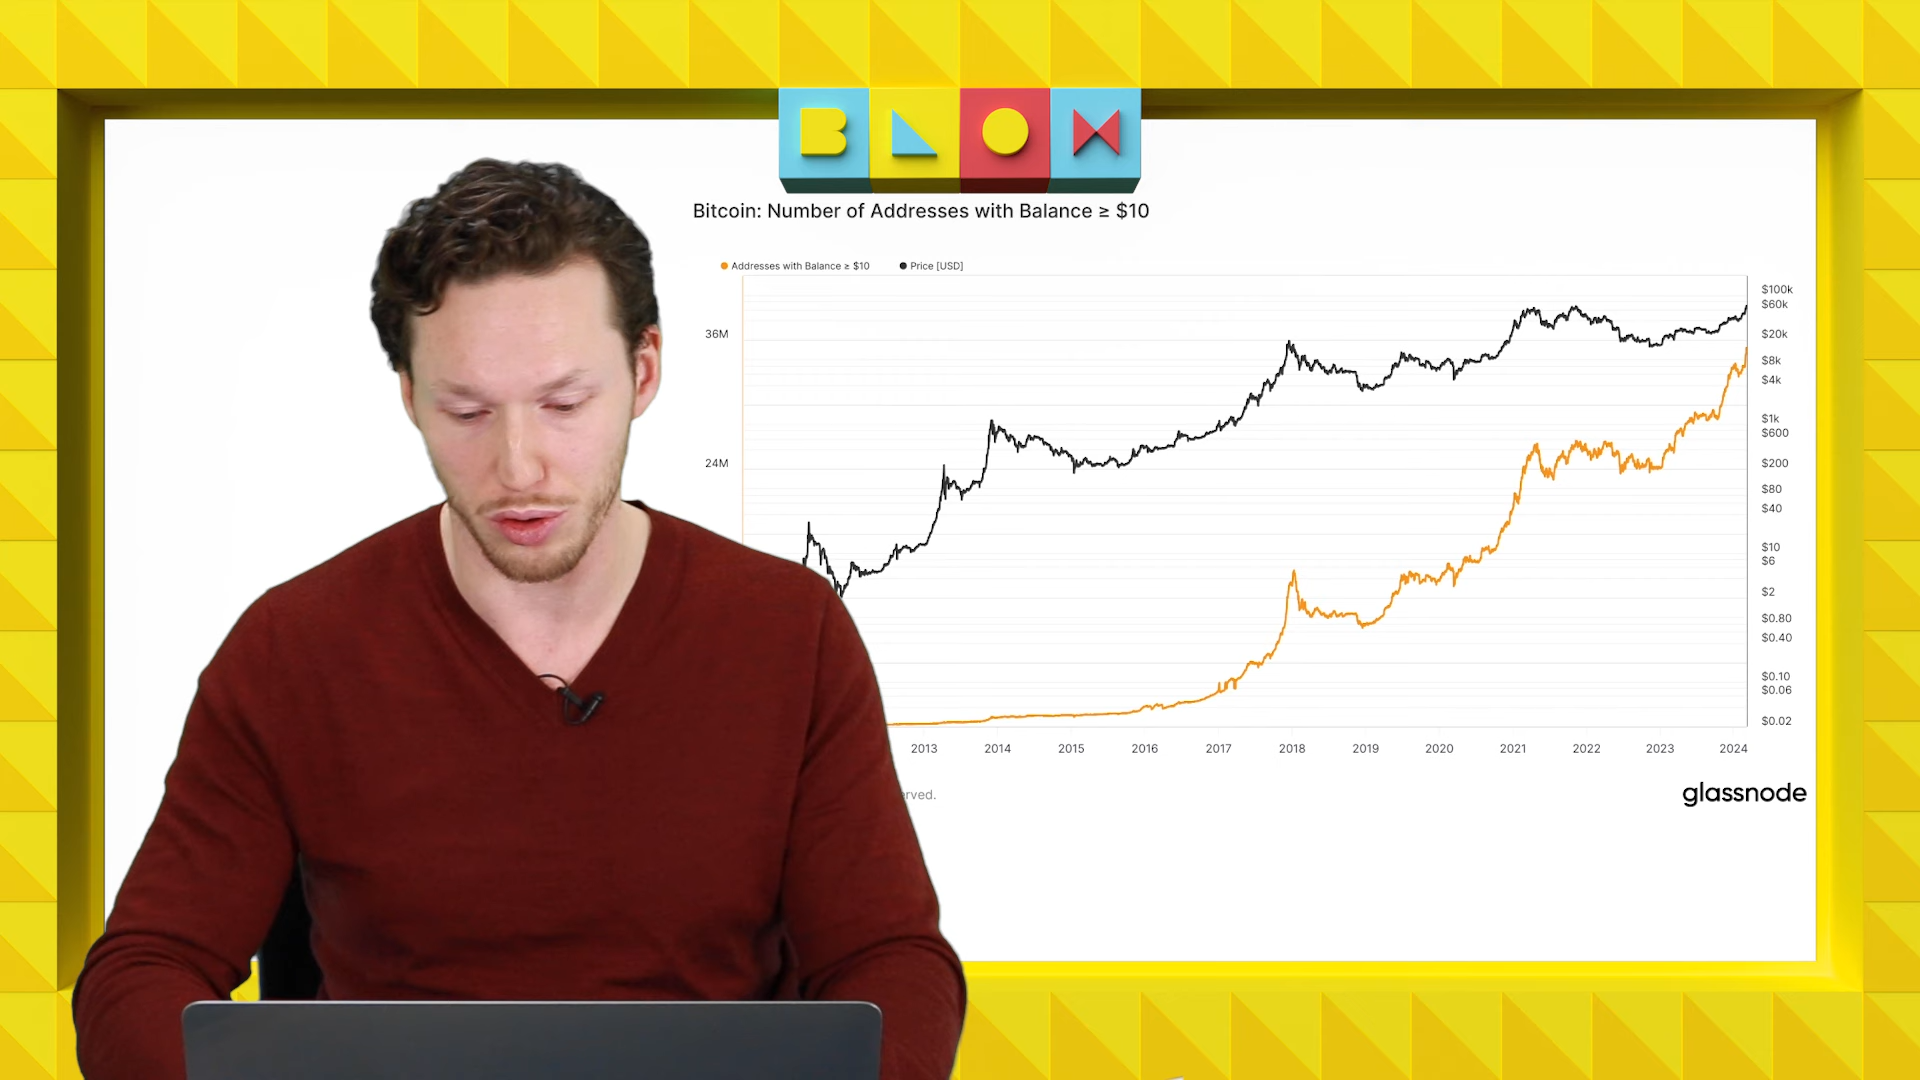 BLOX
Bitcoin: Number of Addresses with Balance ≥ $10
Addresses with Balance ≥ $10 Price [USD]
$100k
$60k
36M
$20k
$8k
$4k
$1k
$600
24M
$200
$80
$40
$10
$6
$2
$0.80
$0.40
$0.10
$0.06
$0.02
2013 2014 2015 2016 2017 2018 2019 2020 2021 2022 2023 2024
rved.
glassnode